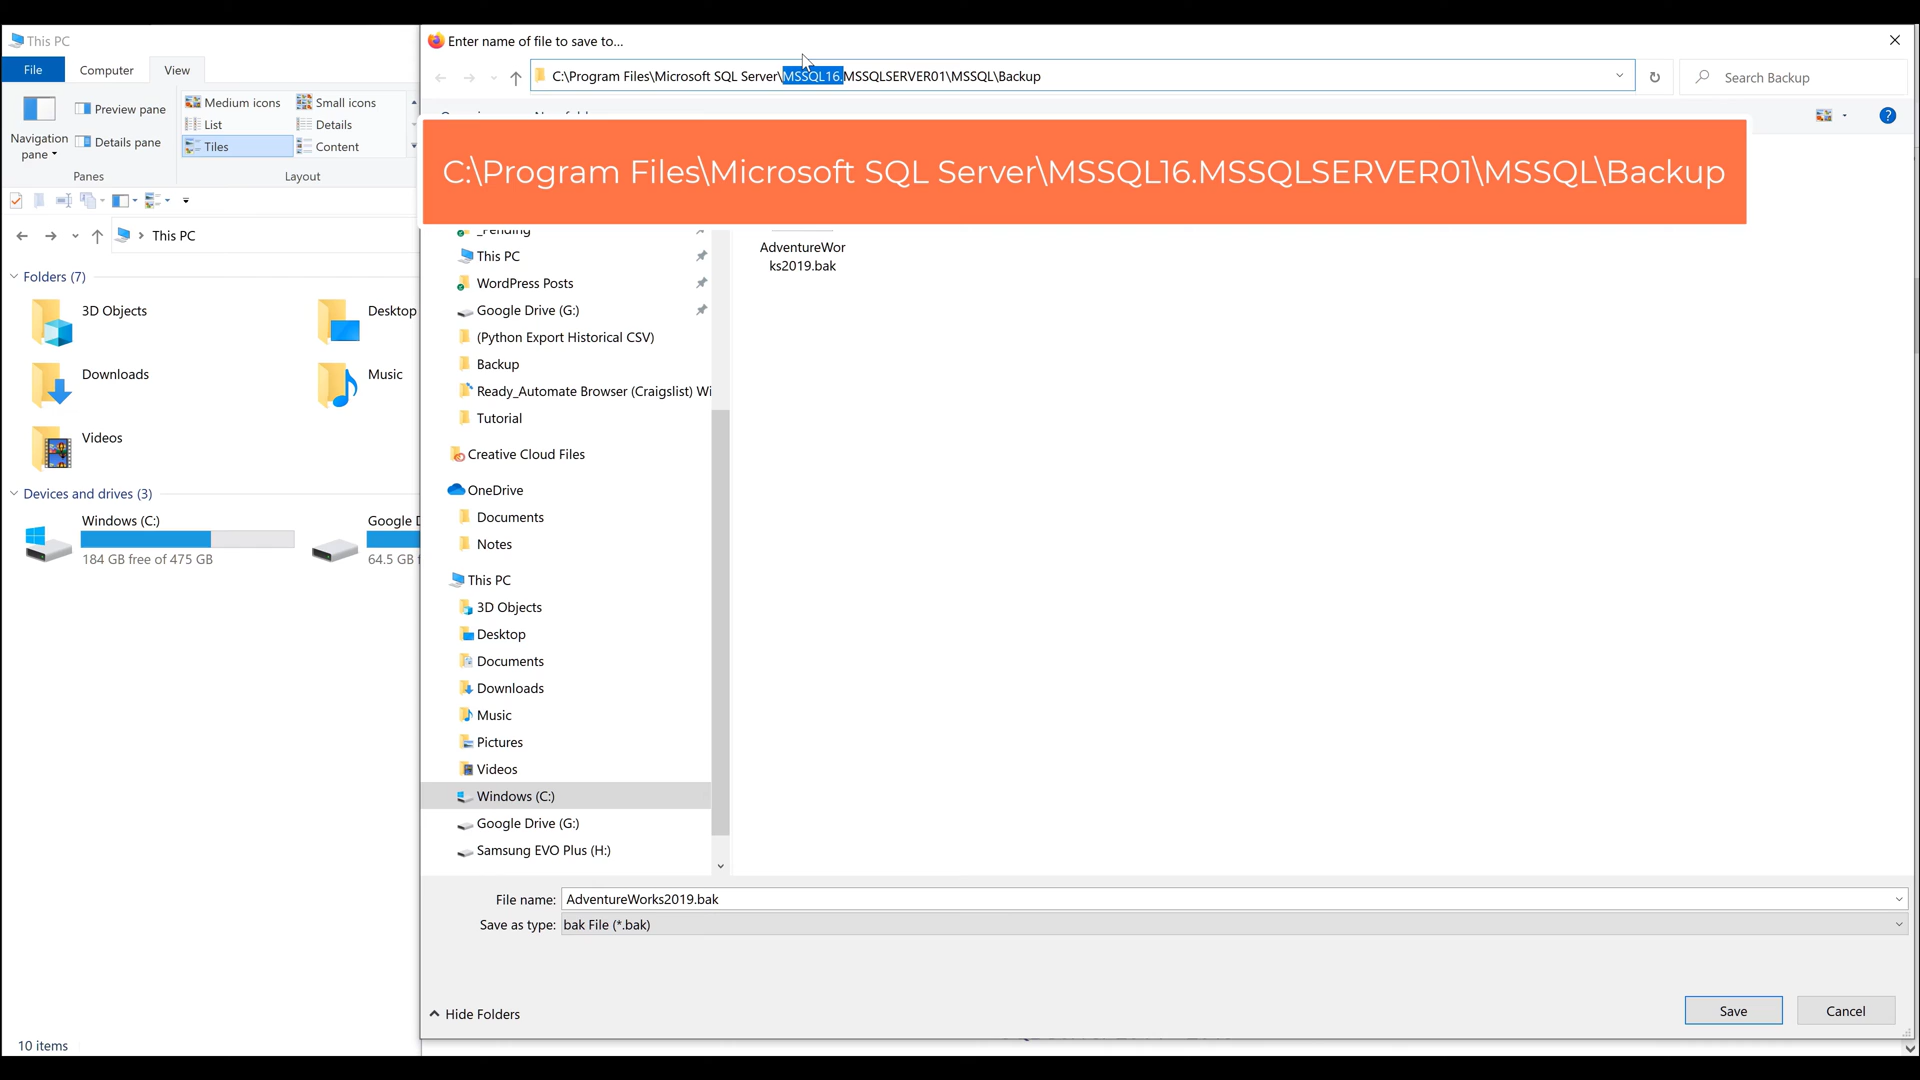 This PC
File
Computer
View
Navigation
pane
Preview pane
Details pane
Medium icons
Small icons
List
Details
Tiles
Content
Panes
Layout
This PC
Folders (7)
3D Objects
Desktop
Downloads
Music
Videos
Devices and drives (3)
Windows (C:)
184 GB free of 475 GB
Google
64.5 GB
10 items
Enter name of file to save to...
C:\Program Files\Microsoft SQL Server\MSSQL16.MSSQLSERVER01\MSSQL\Backup
Search Backup
C:\Program Files\Microsoft SQL Server\MSSQL16.MSSQLSERVER01\MSSQL\Backup
_Pending
This PC
WordPress Posts
Google Drive (G:)
(Python Export Historical CSV)
Backup
Ready_Automate Browser (Craigslist) Wi
Tutorial
Creative Cloud Files
OneDrive
Documents
Notes
This PC
3D Objects
Desktop
Documents
Downloads
Music
Pictures
Videos
Windows (C:)
Google Drive (G:)
Samsung EVO Plus (H:)
AdventureWor
ks2019.bak
File name: AdventureWorks2019.bak
Save as type: bak File (*.bak)
Hide Folders
Save
Cancel